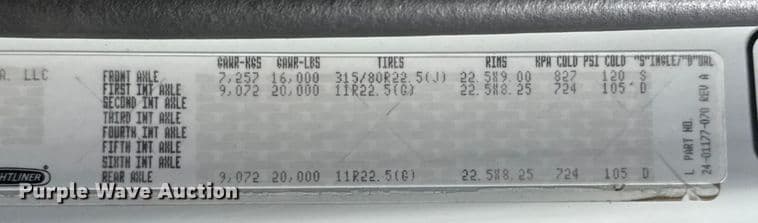 GAWR-KGS GAWR-LBS TIRES RIMS KPA COLD PSI COLD "S"INGLE/"D"UAL
A. LLC FRONT AXLE 7,257 16,000 315/80R22.5(J) 22.5X9.00 827 120 S
FIRST INT AXLE 9,072 20,000 11R22.5(G) 22.5X8.25 724 105 D
SECOND INT AXLE
THIRD INT AXLE
FOURTH INT AXLE
FIFTH INT AXLE
SIXTH INT AXLE
REAR AXLE 9,072 20,000 11R22.5(G) 22.5X8.25 724 105 D
HTLINER
L PART NO.
24-01177-070 REV A
Purple Wave Auction